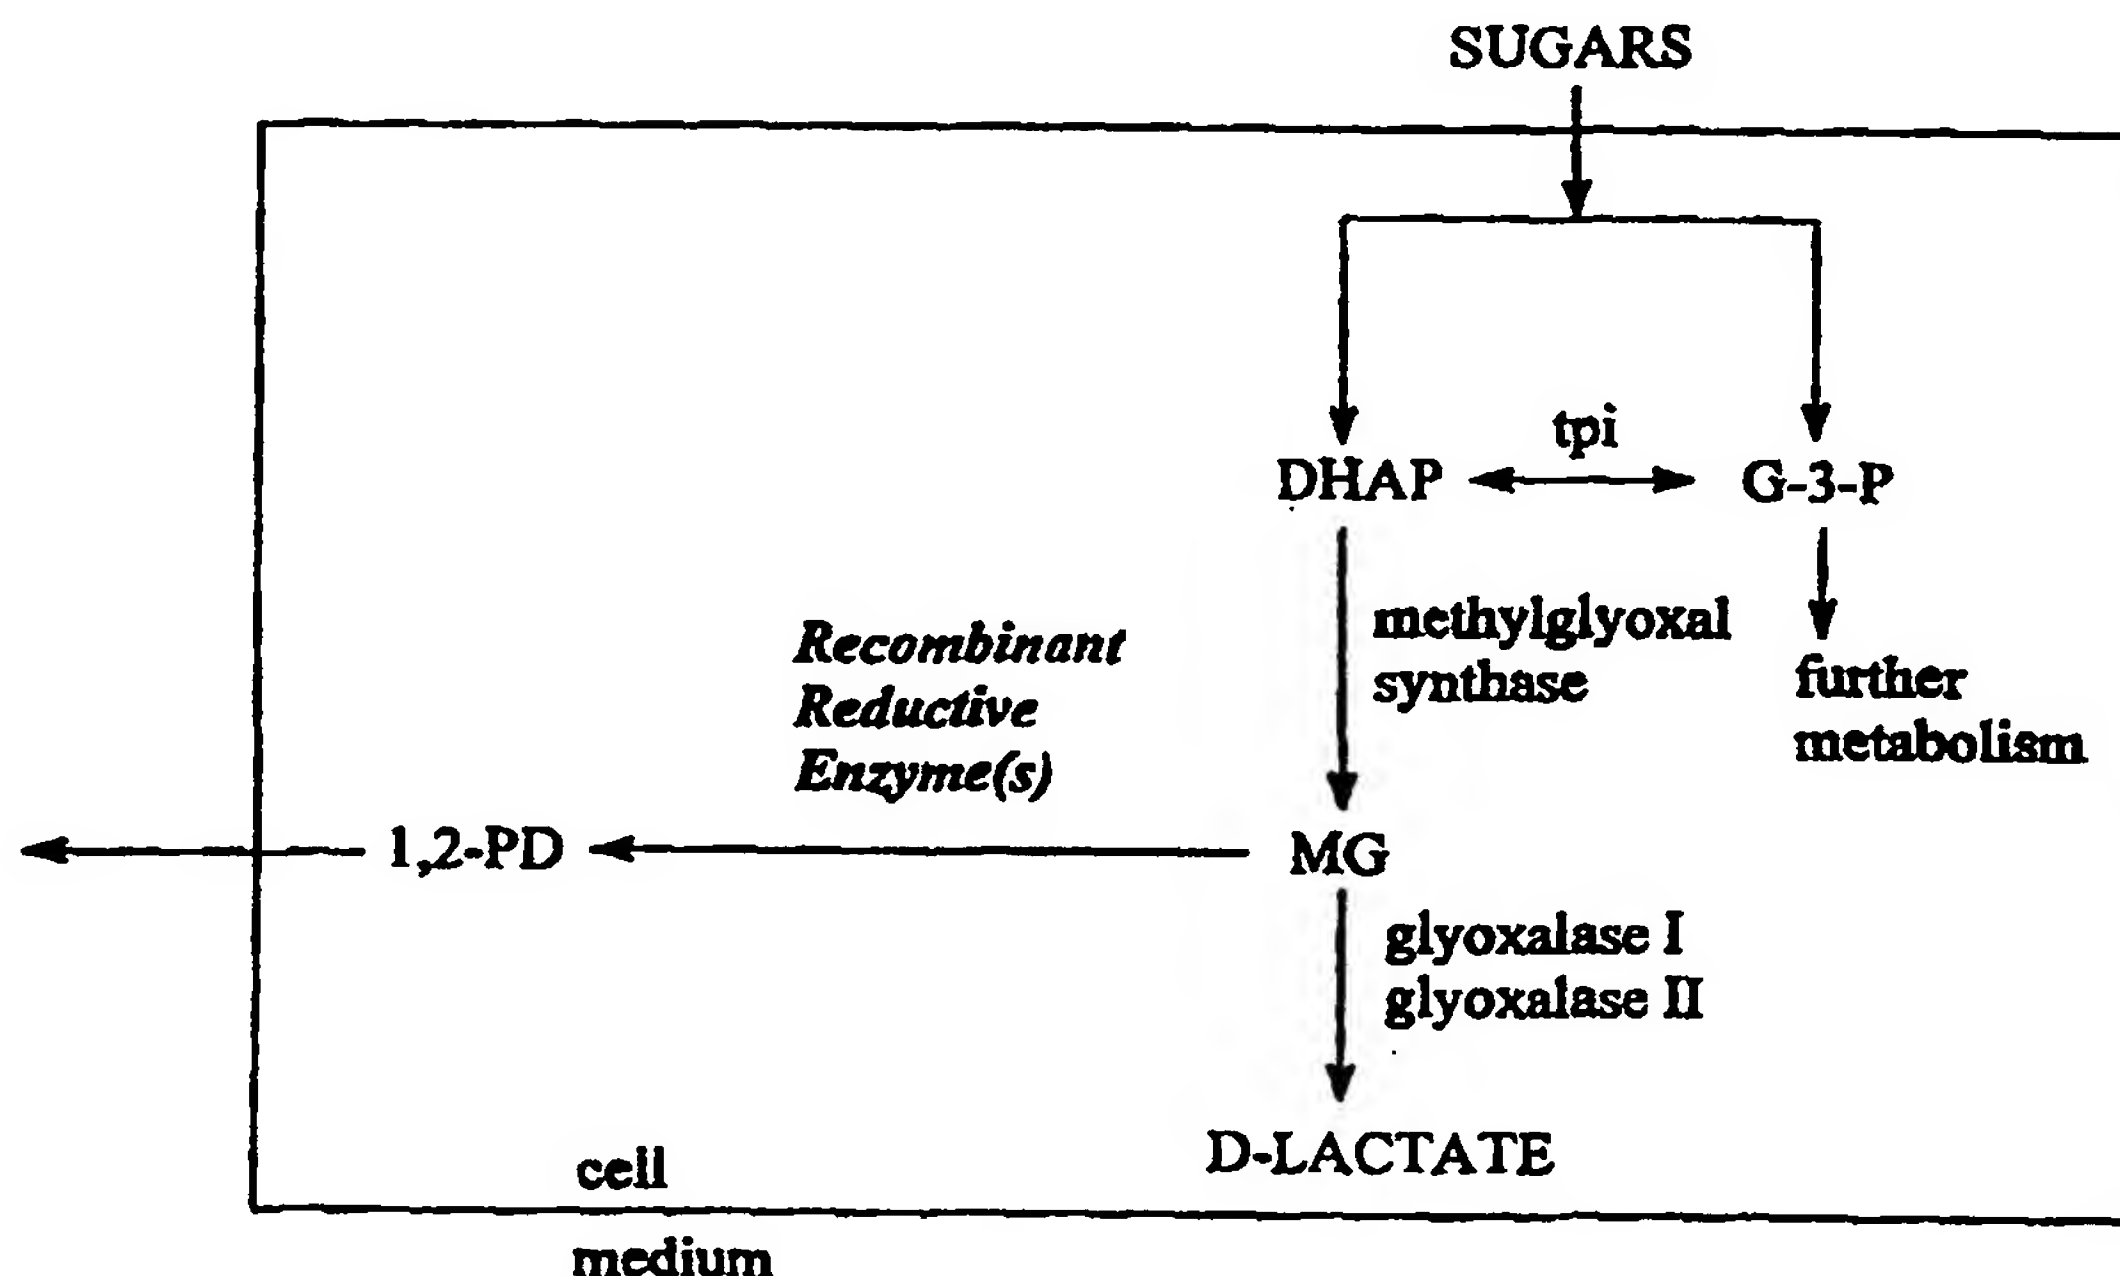 SUGARS
tpi
DHAP
G-3-P
methylglyoxal
synthase
further
metabolism
Recombinant
Reductive
Enzyme(s)
1,2-PD
MG
glyoxalase I
glyoxalase II
D-LACTATE
cell
medium